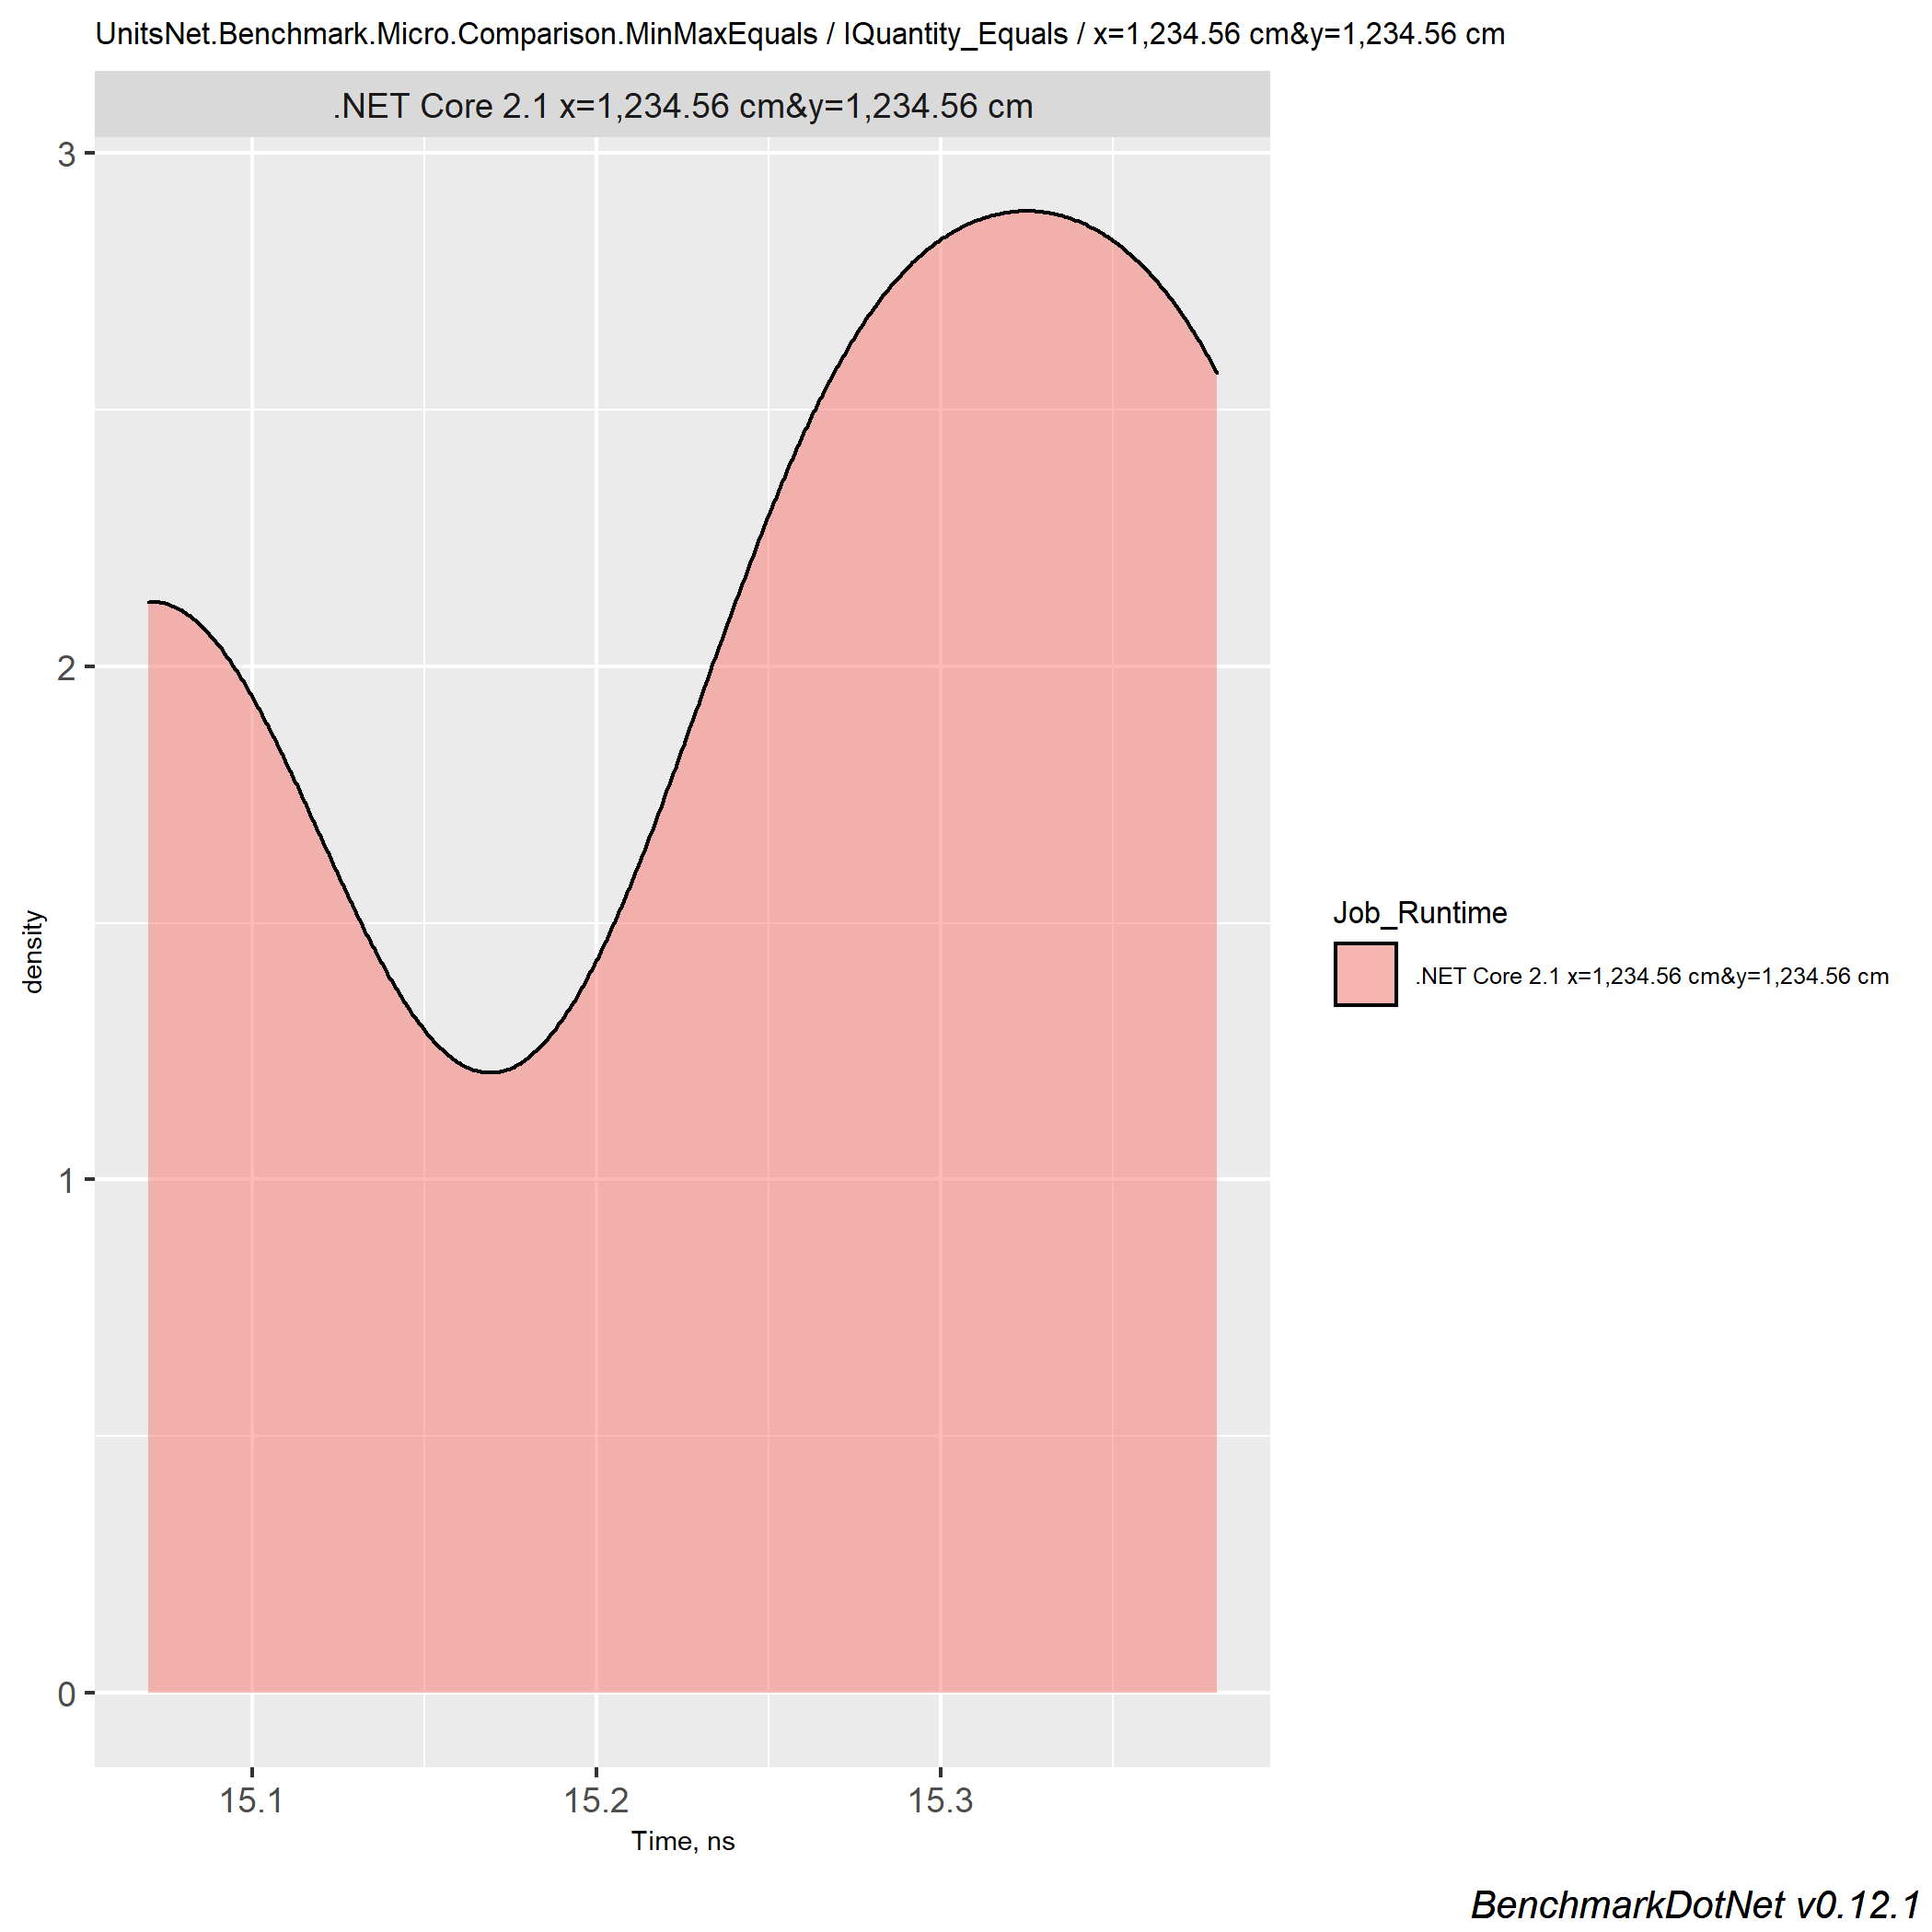 UnitsNet.Benchmark.Micro.Comparison.MinMaxEquals / IQuantity_Equals / x=1,234.56 cm&y=1,234.56 cm
.NET Core 2.1 x=1,234.56 cm&y=1,234.56 cm
3
2
1
0
density
15.1 15.2 15.3
Time, ns
Job_Runtime
.NET Core 2.1 x=1,234.56 cm&y=1,234.56 cm
BenchmarkDotNet v0.12.1